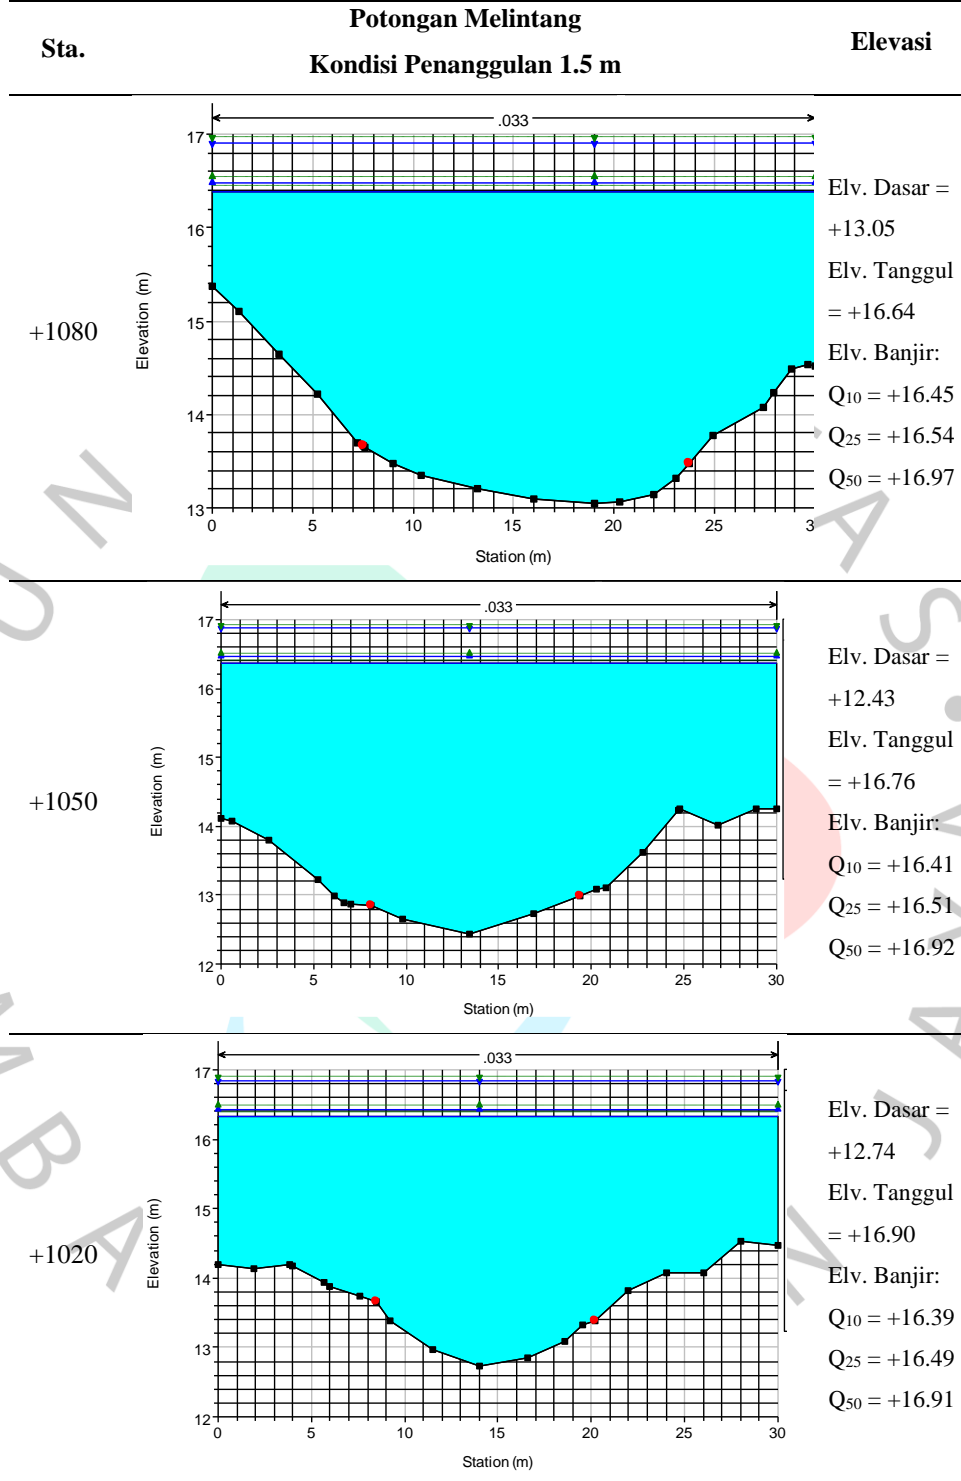 Sta.
Potongan Melintang
Kondisi Penanggulan 1.5 m
Elevasi
+1080
.033
17
16
15
14
13
0 5 10 15 20 25 3
Elevation (m)
Station (m)
Elv. Dasar =
+13.05
Elv. Tanggul
= +16.64
Elv. Banjir:
Q10 = +16.45
Q25 = +16.54
Q50 = +16.97
+1050
.033
17
16
15
14
13
12
0 5 10 15 20 25 30
Elevation (m)
Station (m)
Elv. Dasar =
+12.43
Elv. Tanggul
= +16.76
Elv. Banjir:
Q10 = +16.41
Q25 = +16.51
Q50 = +16.92
+1020
.033
17
16
15
14
13
12
0 5 10 15 20 25 30
Elevation (m)
Station (m)
Elv. Dasar =
+12.74
Elv. Tanggul
= +16.90
Elv. Banjir:
Q10 = +16.39
Q25 = +16.49
Q50 = +16.91